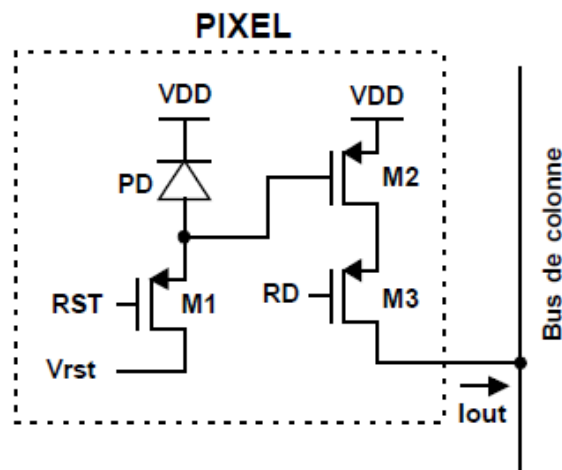 PIXEL
VDD
VDD
PD
M2
RST
M1
RD
M3
Vrst
Iout
Bus de colonne